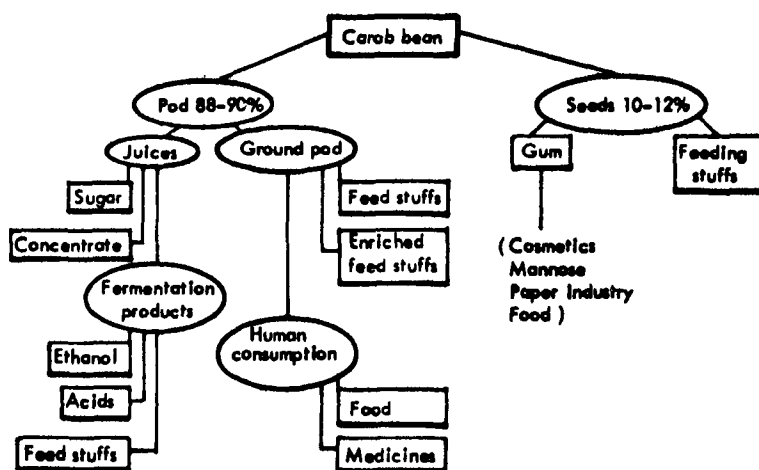 Carob bean
Pod 88-90%
Seeds 10-12%
Juices
Ground pod
Gum
Feeding
stuffs
Sugar
Feed stuffs
Concentrate
Enriched
feed stuffs
( Cosmetics
Mannose
Paper Industry
Food )
Fermentation
products
Human
consumption
Ethanol
Acids
Food
Feed stuffs
Medicines